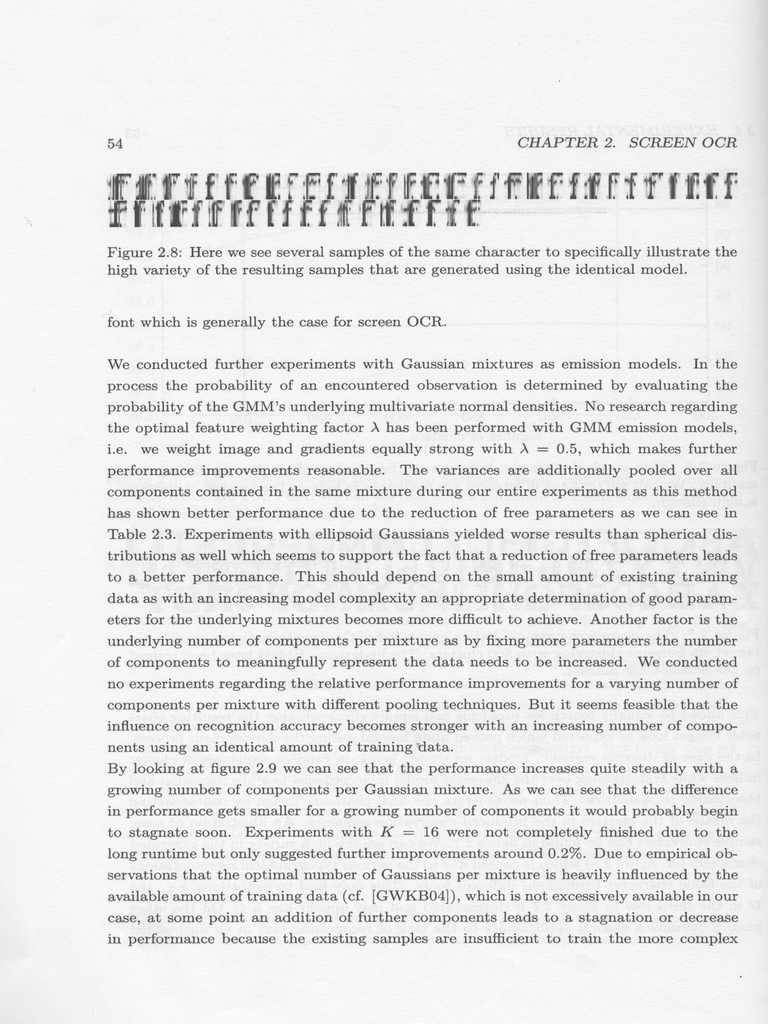 54
CHAPTER 2. SCREEN OCR
Figure 2.8: Here we see several samples of the same character to specifically illustrate the
high variety of the resulting samples that are generated using the identical model.
font which is generally the case for screen OCR.
We conducted further experiments with Gaussian mixtures as emission models. In the
process the probability of an encountered observation is determined by evaluating the
probability of the GMM's underlying multivariate normal densities. No research regarding
the optimal feature weighting factor λ has been performed with GMM emission models,
i.e. we weight image and gradients equally strong with λ = 0.5, which makes further
performance improvements reasonable. The variances are additionally pooled over all
components contained in the same mixture during our entire experiments as this method
has shown better performance due to the reduction of free parameters as we can see in
Table 2.3. Experiments with ellipsoid Gaussians yielded worse results than spherical dis-
tributions as well which seems to support the fact that a reduction of free parameters leads
to a better performance. This should depend on the small amount of existing training
data as with an increasing model complexity an appropriate determination of good param-
eters for the underlying mixtures becomes more difficult to achieve. Another factor is the
underlying number of components per mixture as by fixing more parameters the number
of components to meaningfully represent the data needs to be increased. We conducted
no experiments regarding the relative performance improvements for a varying number of
components per mixture with different pooling techniques. But it seems feasible that the
influence on recognition accuracy becomes stronger with an increasing number of compo-
nents using an identical amount of training data.
By looking at figure 2.9 we can see that the performance increases quite steadily with a
growing number of components per Gaussian mixture. As we can see that the difference
in performance gets smaller for a growing number of components it would probably begin
to stagnate soon. Experiments with K = 16 were not completely finished due to the
long runtime but only suggested further improvements around 0.2%. Due to empirical ob-
servations that the optimal number of Gaussians per mixture is heavily influenced by the
available amount of training data (cf. [GWKB04]), which is not excessively available in our
case, at some point an addition of further components leads to a stagnation or decrease
in performance because the existing samples are insufficient to train the more complex